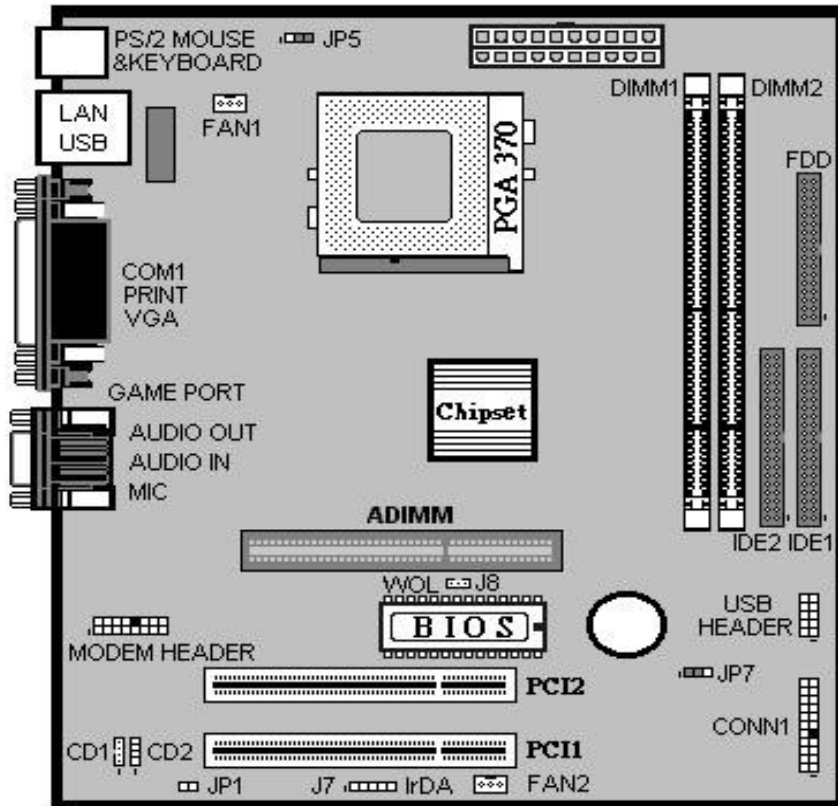 PS/2 MOUSE
&KEYBOARD
JP5
LAN
USB
FAN1
PGA 370
DIMM1
DIMM2
FDD
COM1
PRINT
VGA
GAME PORT
AUDIO OUT
AUDIO IN
MIC
Chipset
ADIMM
IDE2 IDE1
WOL J8
BIOS
USB
HEADER
MODEM HEADER
JP7
PCI2
CONN1
CD1 CD2
PCI1
JP1
J7 IrDA
FAN2